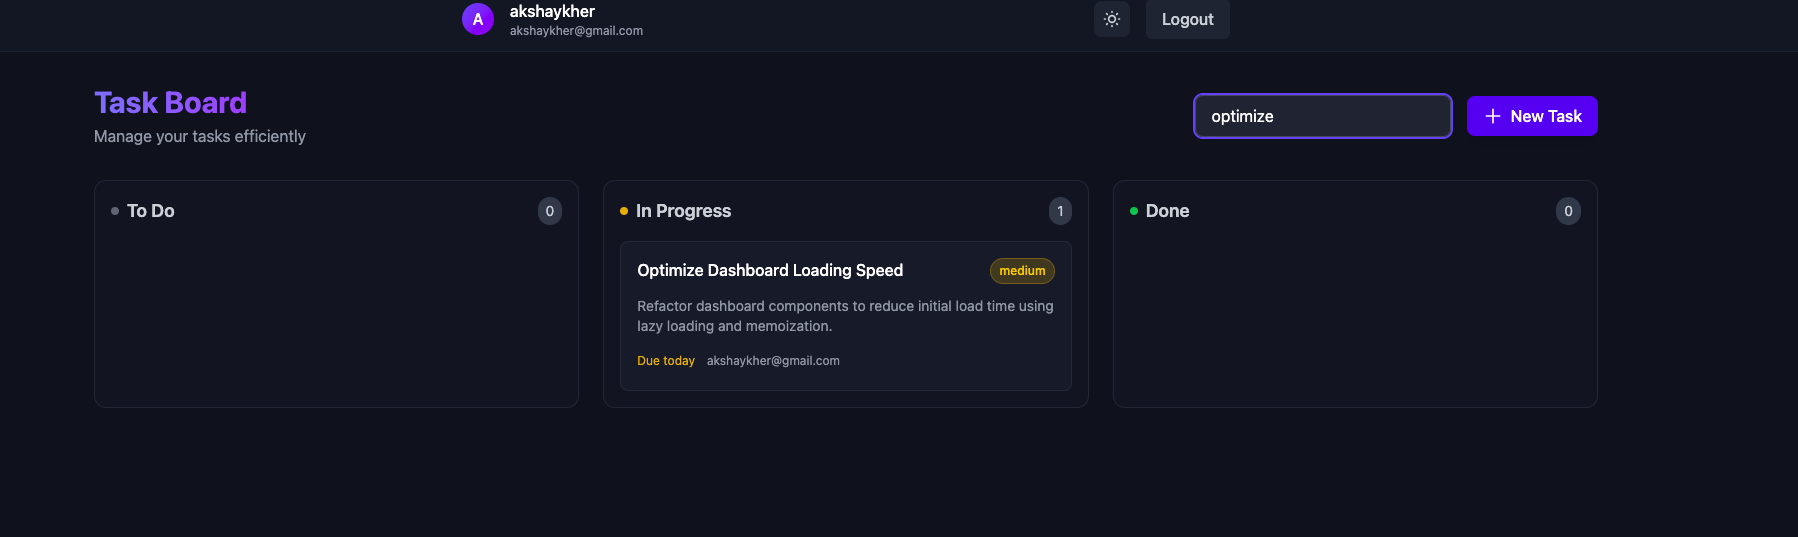 A
akshaykher
akshaykher@gmail.com
Logout
Task Board
Manage your tasks efficiently
optimize
New Task
To Do
0
In Progress
1
Optimize Dashboard Loading Speed
medium
Refactor dashboard components to reduce initial load time using
lazy loading and memoization.
Due today akshaykher@gmail.com
Done
0